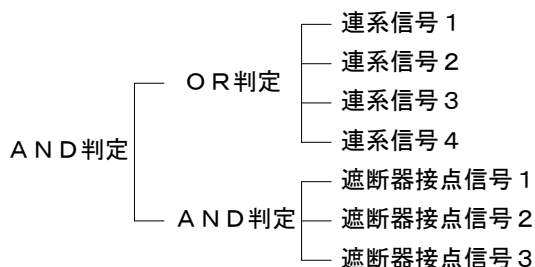 連系信号１
連系信号２
ＯＲ判定
連系信号３
連系信号４
ＡＮＤ判定
遮断器接点信号１
ＡＮＤ判定
遮断器接点信号２
遮断器接点信号３